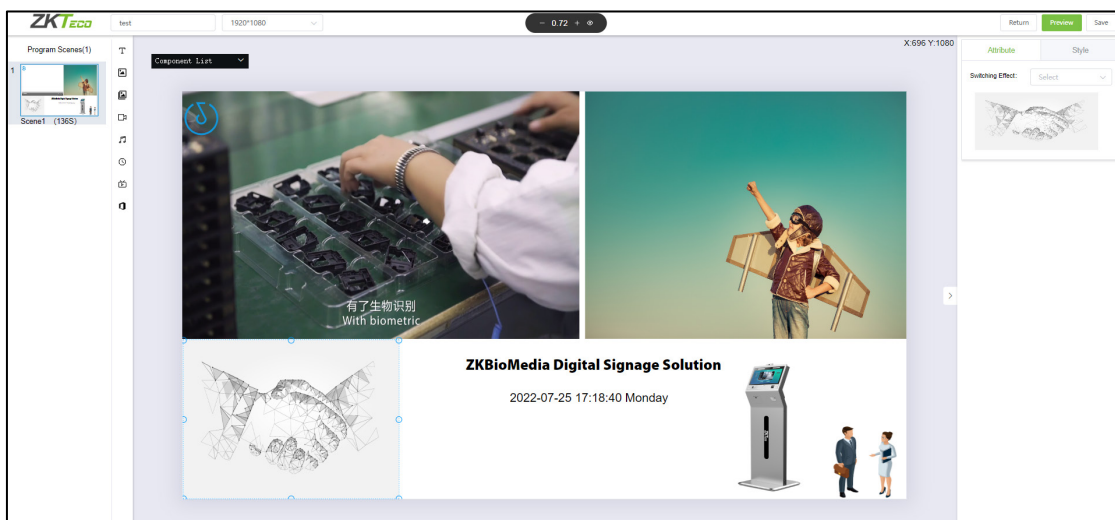 ZKTeco
test
1920*1080
− 0.72 +
Return
Preview
Save
Program Scenes(1)
1
Scene1 (136S)
T
Component List
X:696 Y:1080
Attribute
Style
Switching Effect:
Select
有了生物识别
With biometric
ZKBioMedia Digital Signage Solution
2022-07-25 17:18:40 Monday